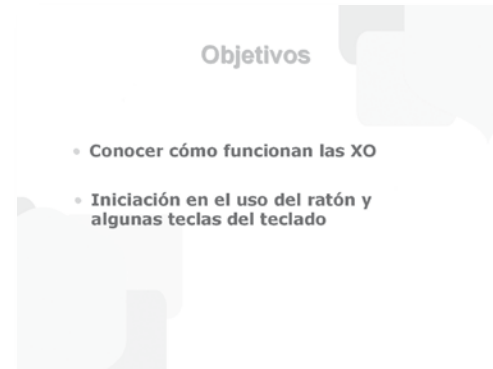 Objetivos
• Conocer cómo funcionan las XO
• Iniciación en el uso del ratón y
algunas teclas del teclado